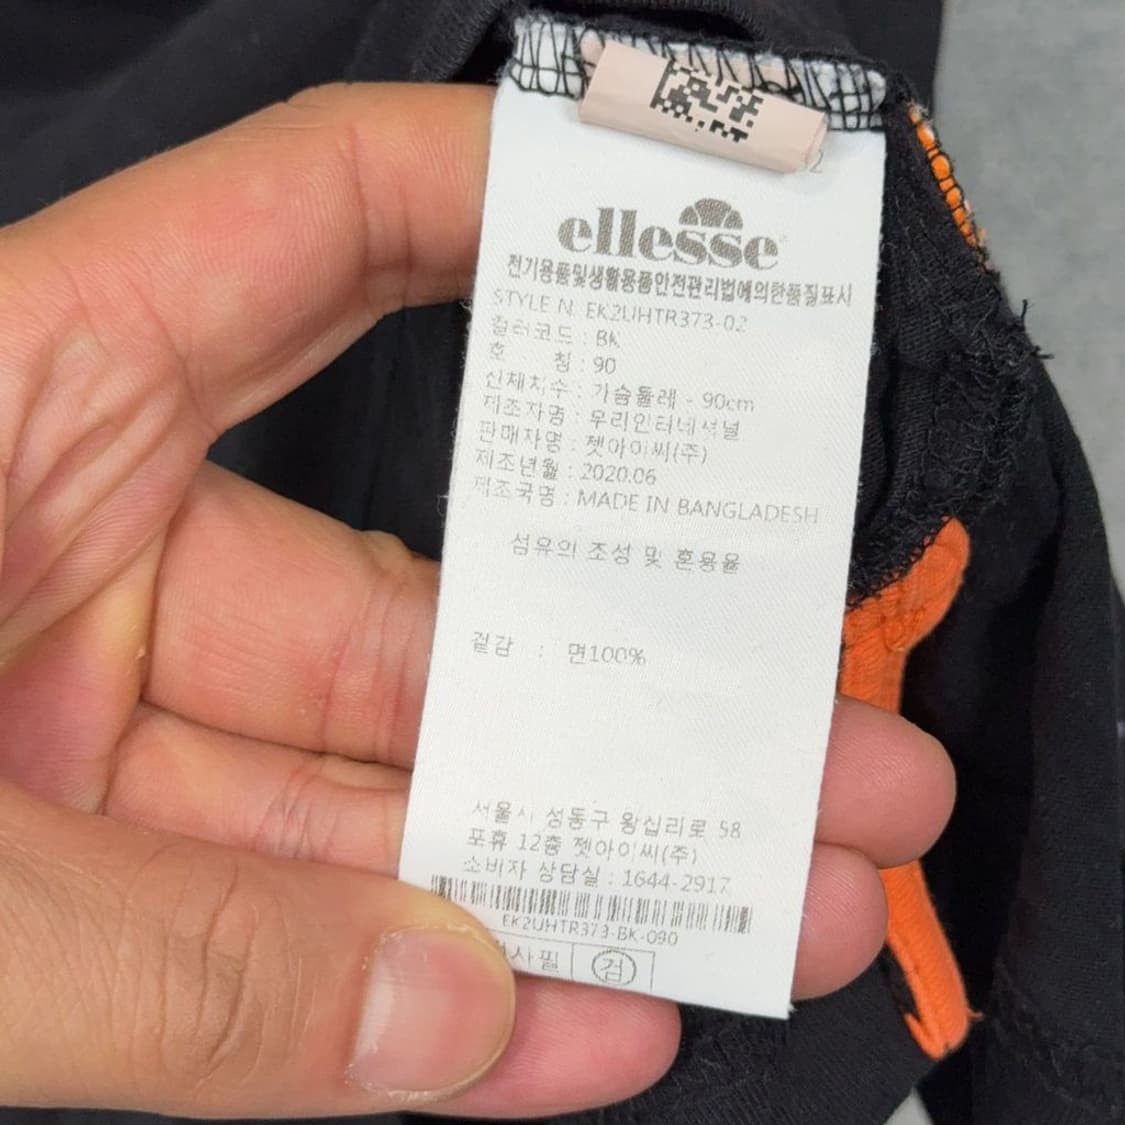 2
ellesse
전기용품및생활용품안전관리법에의한품질표시
STYLE N. EK2UHTR373-02
컬러코드 : BK
호 칭 : 90
신체치수 : 가슴둘레 - 90cm
제조자명 : 우리인터네셔널
판매자명 : 젯아이씨(주)
제조년월 : 2020.06
제조국명 : MADE IN BANGLADESH
섬유의 조성 및 혼용율
겉감 : 면100%
서울시 성동구 왕십리로 58
포휴 12층 젯아이씨(주)
소비자 상담실 : 1644-2917
EK2UHTR373-BK-090
사필 검